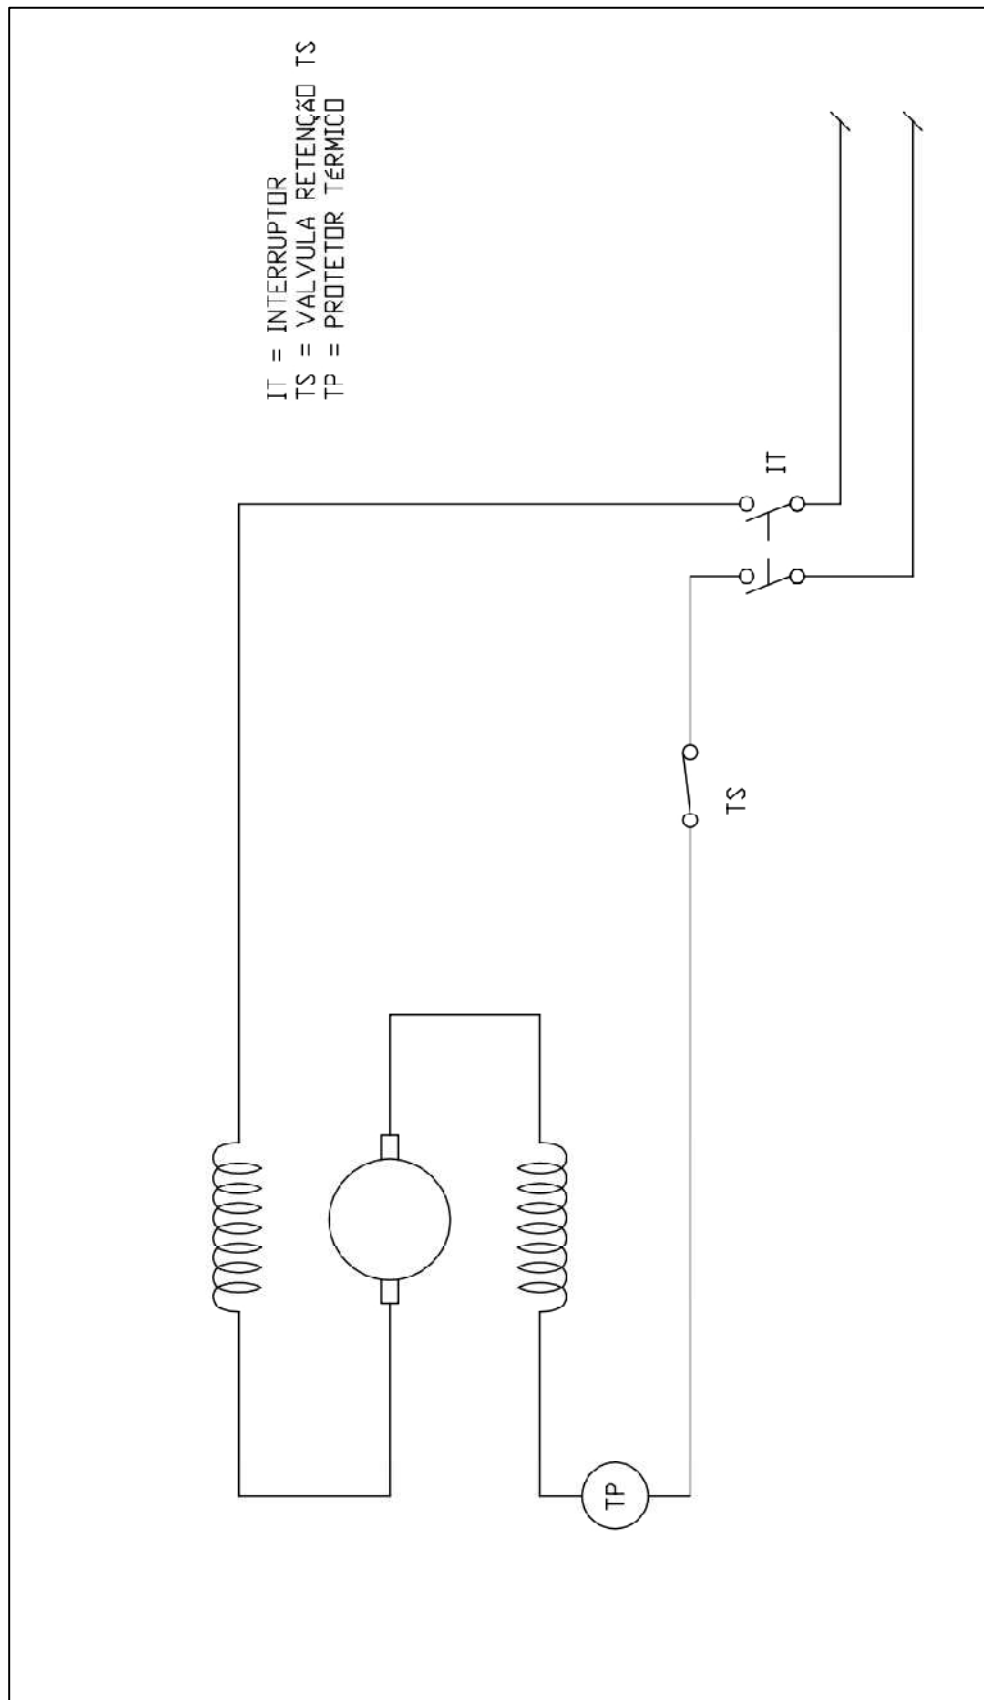 IT = INTERRUPTOR
TS = VALVULA RETENÇÃO TS
TP = PROTETOR TÉRMICO
IT
TS
TP